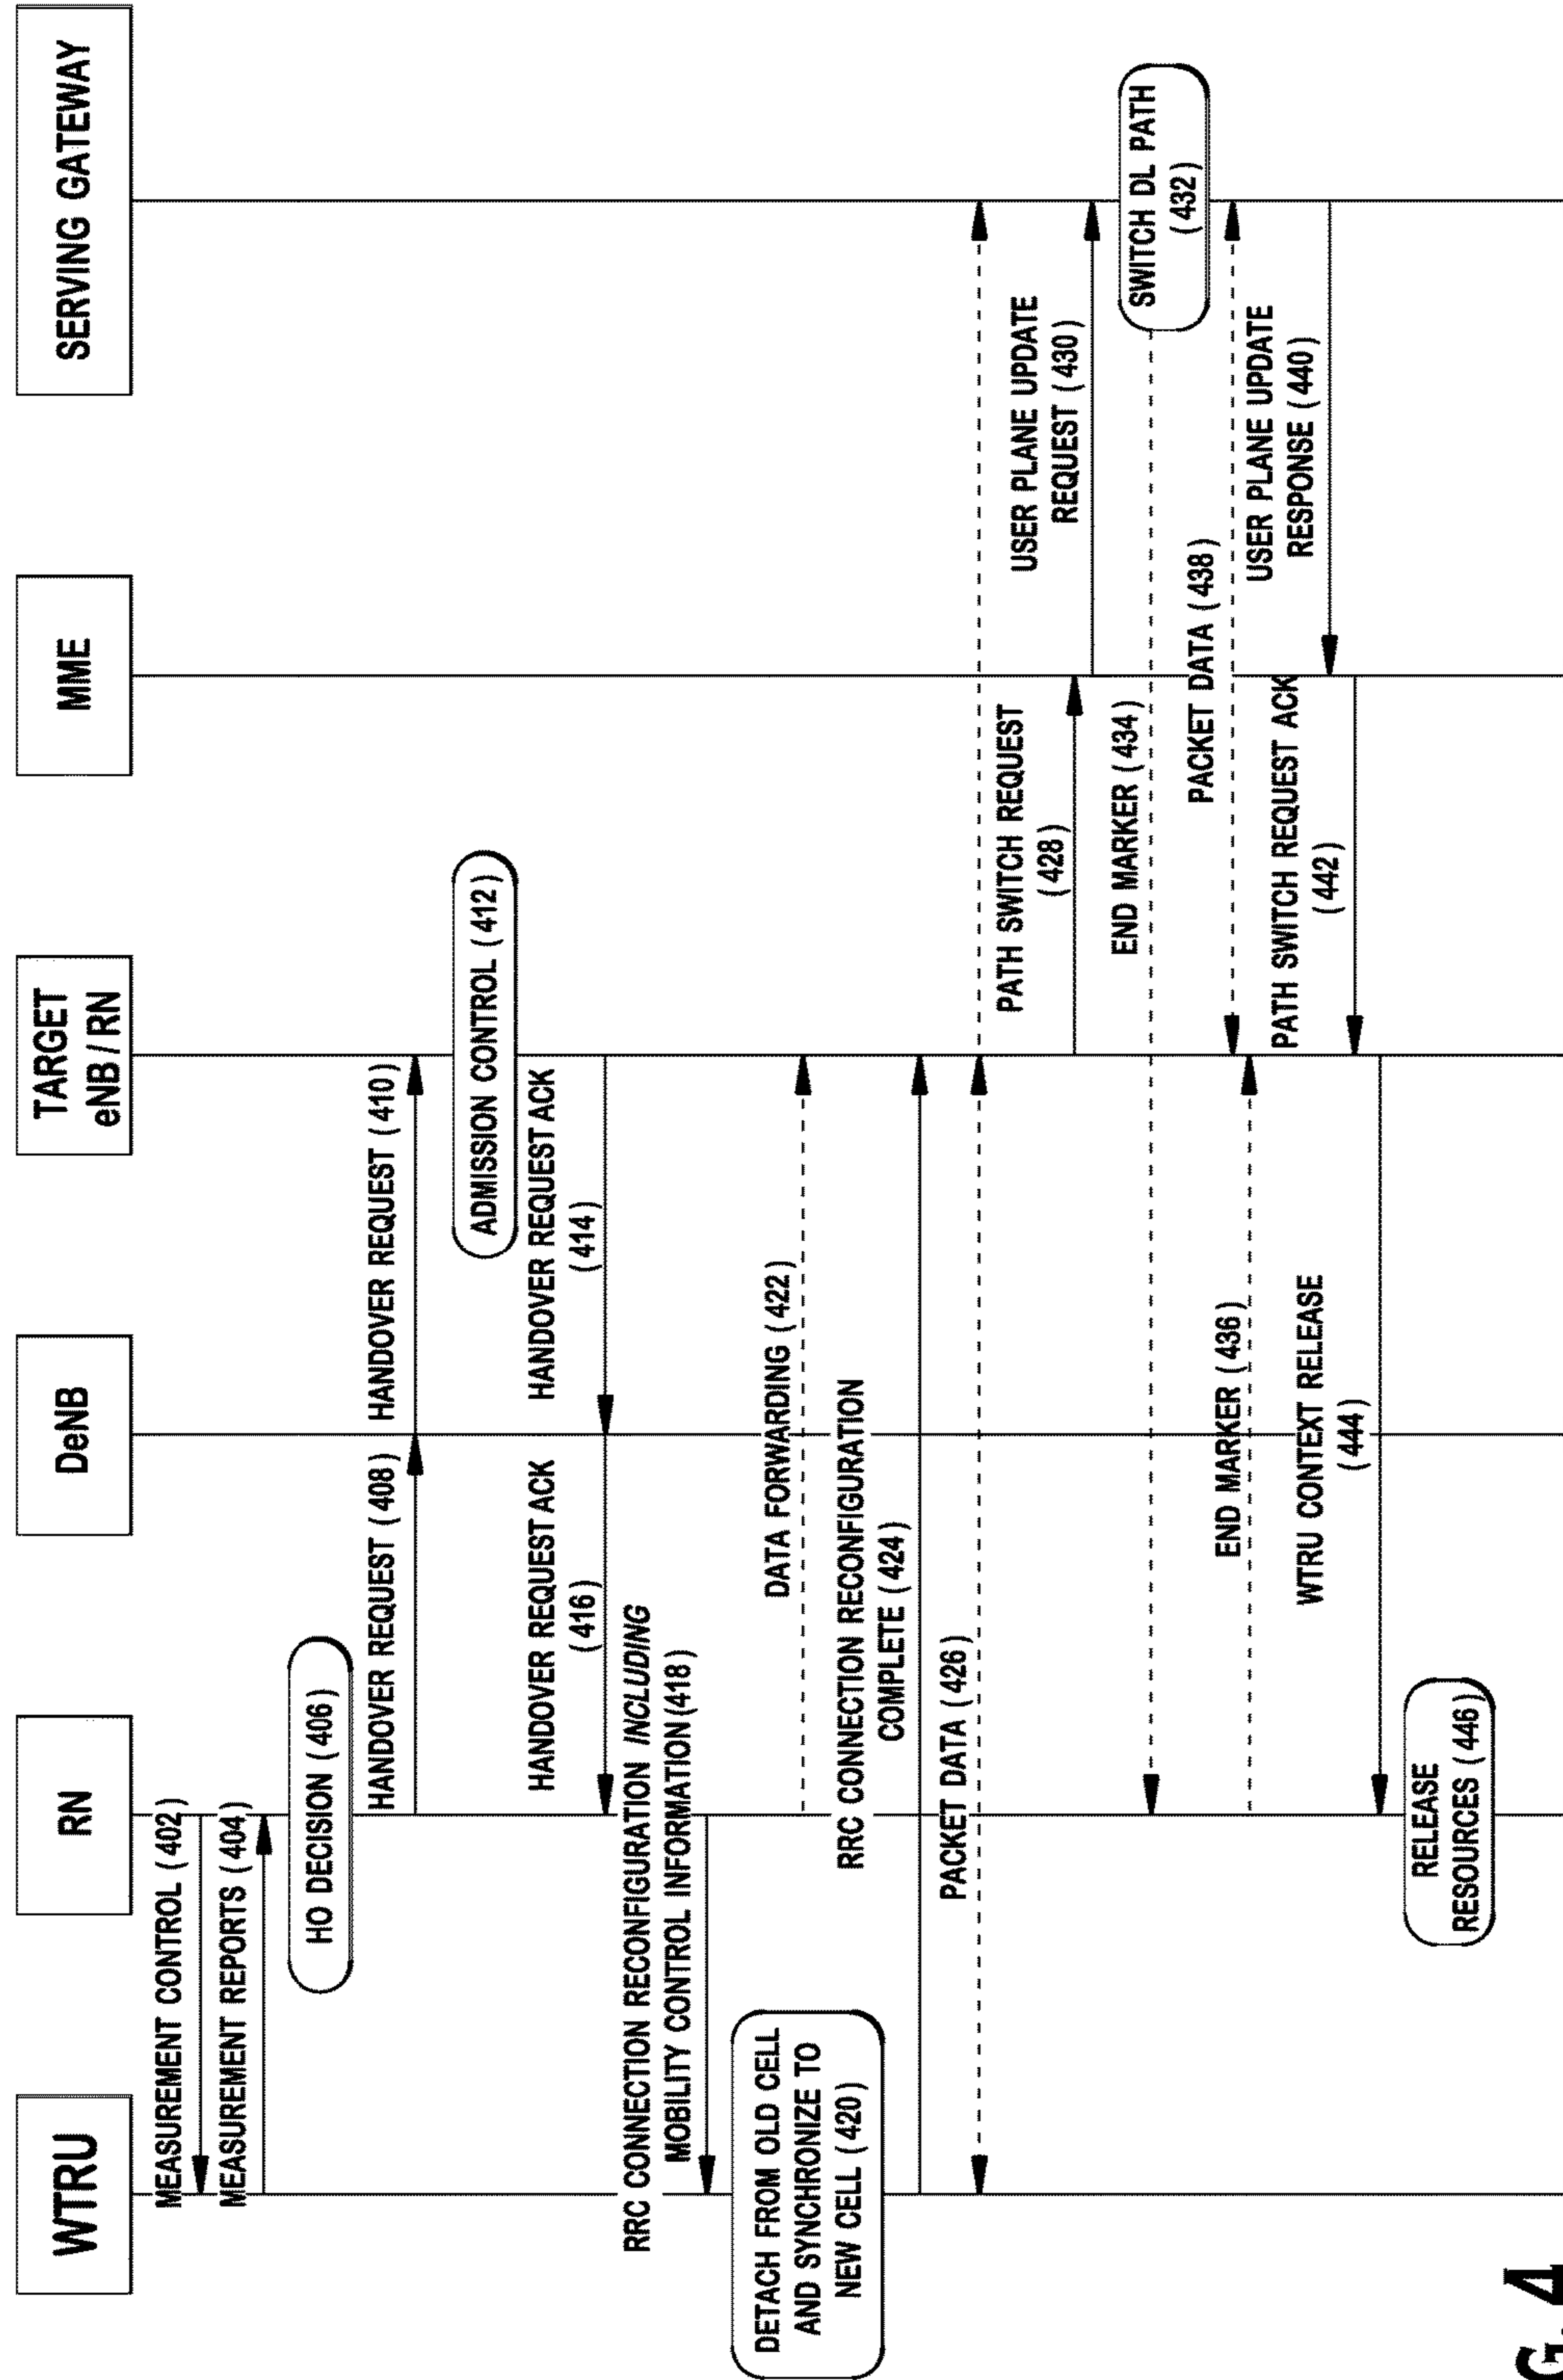 WTRU
RN
DeNB
TARGET
eNB/RN
MME
SERVING GATEWAY
MEASUREMENT CONTROL (402)
MEASUREMENT REPORTS (404)
HO DECISION (406)
HANDOVER REQUEST (408)
HANDOVER REQUEST (410)
ADMISSION CONTROL (412)
HANDOVER REQUEST ACK
(414)
HANDOVER REQUEST ACK
(416)
RRC CONNECTION RECONFIGURATION INCLUDING
MOBILITY CONTROL INFORMATION (418)
DETACH FROM OLD CELL
AND SYNCHRONIZE TO
NEW CELL (420)
DATA FORWARDING (422)
RRC CONNECTION RECONFIGURATION
COMPLETE (424)
PACKET DATA (426)
PATH SWITCH REQUEST
(428)
USER PLANE UPDATE
REQUEST (430)
SWITCH DL PATH
(432)
END MARKER (434)
END MARKER (436)
PACKET DATA (438)
USER PLANE UPDATE
RESPONSE (440)
PATH SWITCH REQUEST ACK
(442)
WTRU CONTEXT RELEASE
(444)
RELEASE
RESOURCES (446)
G. 4